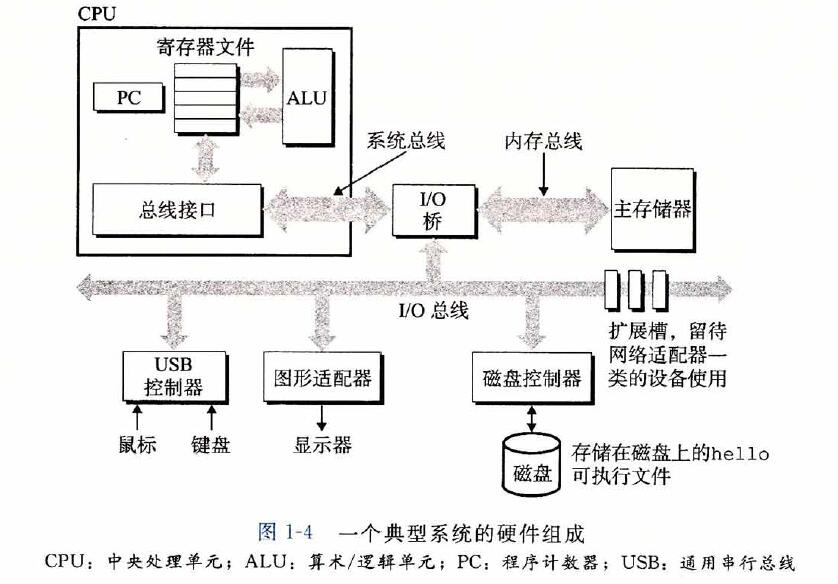 CPU
寄存器文件
PC
ALU
系统总线
内存总线
总线接口
I/O
桥
主存储器
I/O 总线
扩展槽，留待
网络适配器一
类的设备使用
USB
控制器
图形适配器
磁盘控制器
鼠标
键盘
显示器
磁盘
存储在磁盘上的hello
可执行文件
图 1-4 一个典型系统的硬件组成
CPU：中央处理单元；ALU：算术/逻辑单元；PC：程序计数器；USB：通用串行总线